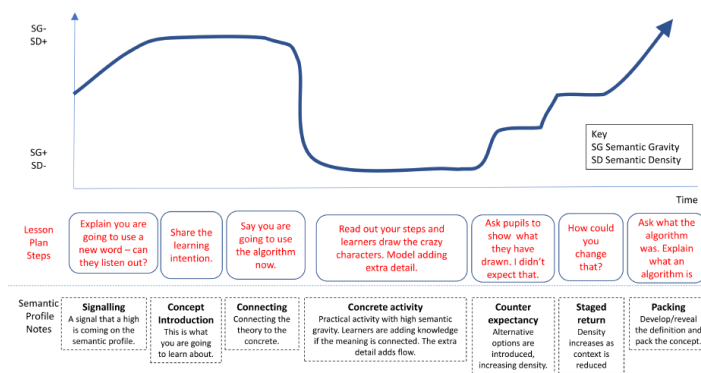 SG-
SD+
SG+
SD-
Key
SG Semantic Gravity
SD Semantic Density
Time
Lesson
Plan
Steps
Explain you are
going to use a
new word – can
they listen out?
Share the
learning
intention.
Say you are
going to use
the algorithm
now.
Read out your steps and
learners draw the crazy
characters. Model adding
extra detail.
Ask pupils to
show what
they have
drawn. I didn't
expect that.
How could
you
change
that?
Ask what the
algorithm
was. Explain
what an
algorithm is
Semantic
Profile
Notes
Signalling
A signal that a high
is coming on the
semantic profile.
Concept
Introduction
This is what
you are going
to learn about.
Connecting
Connecting the
theory to the
concrete.
Concrete activity
Practical activity with high semantic
gravity. Learners are adding knowledge
if the meaning is connected. The extra
detail adds flow.
Counter
expectancy
Alternative
options are
introduced,
increasing density.
Staged
return
Density
increases as
context is
reduced
Packing
Develop/reveal
the definition and
pack the concept.